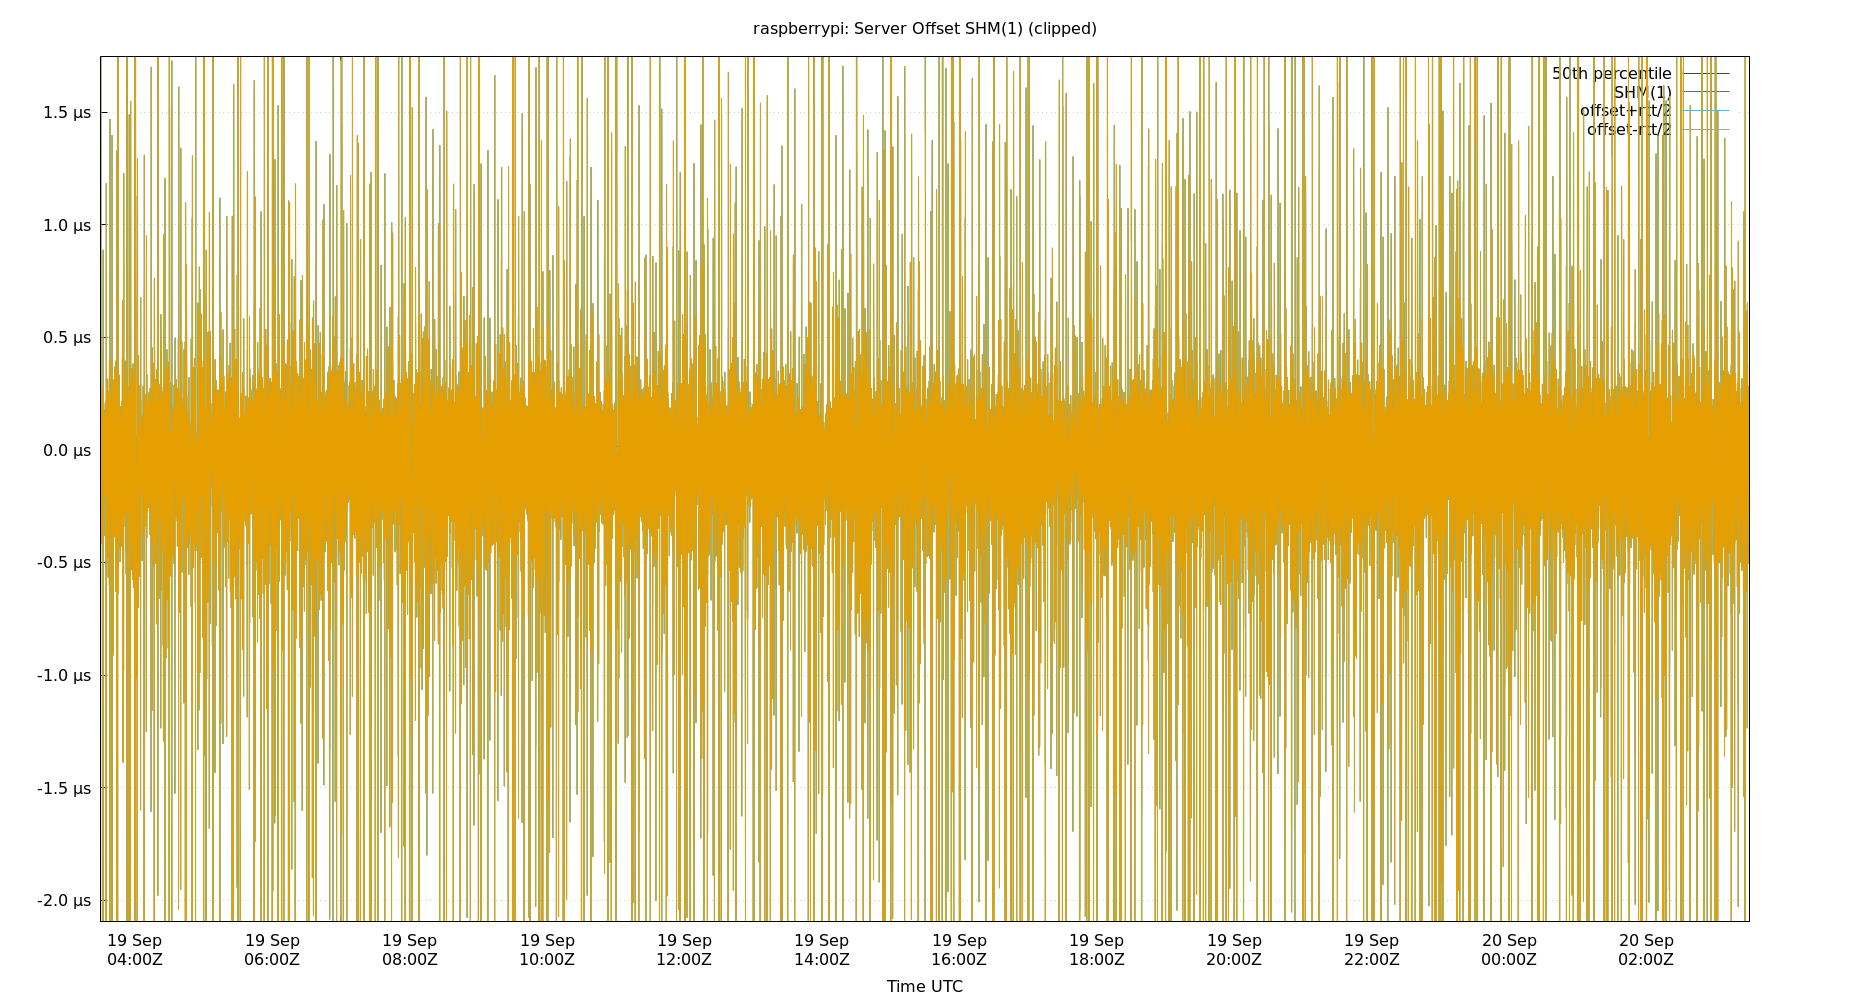 raspberrypi: Server Offset SHM(1) (clipped)
50th percentile
SHM(1)
offset+rtt/2
offset-rtt/2
1.5 µs
1.0 µs
0.5 µs
0.0 µs
-0.5 µs
-1.0 µs
-1.5 µs
-2.0 µs
19 Sep 19 Sep 19 Sep 19 Sep 19 Sep 19 Sep 19 Sep 19 Sep 19 Sep 19 Sep 20 Sep 20 Sep
04:00Z 06:00Z 08:00Z 10:00Z 12:00Z 14:00Z 16:00Z 18:00Z 20:00Z 22:00Z 00:00Z 02:00Z
Time UTC